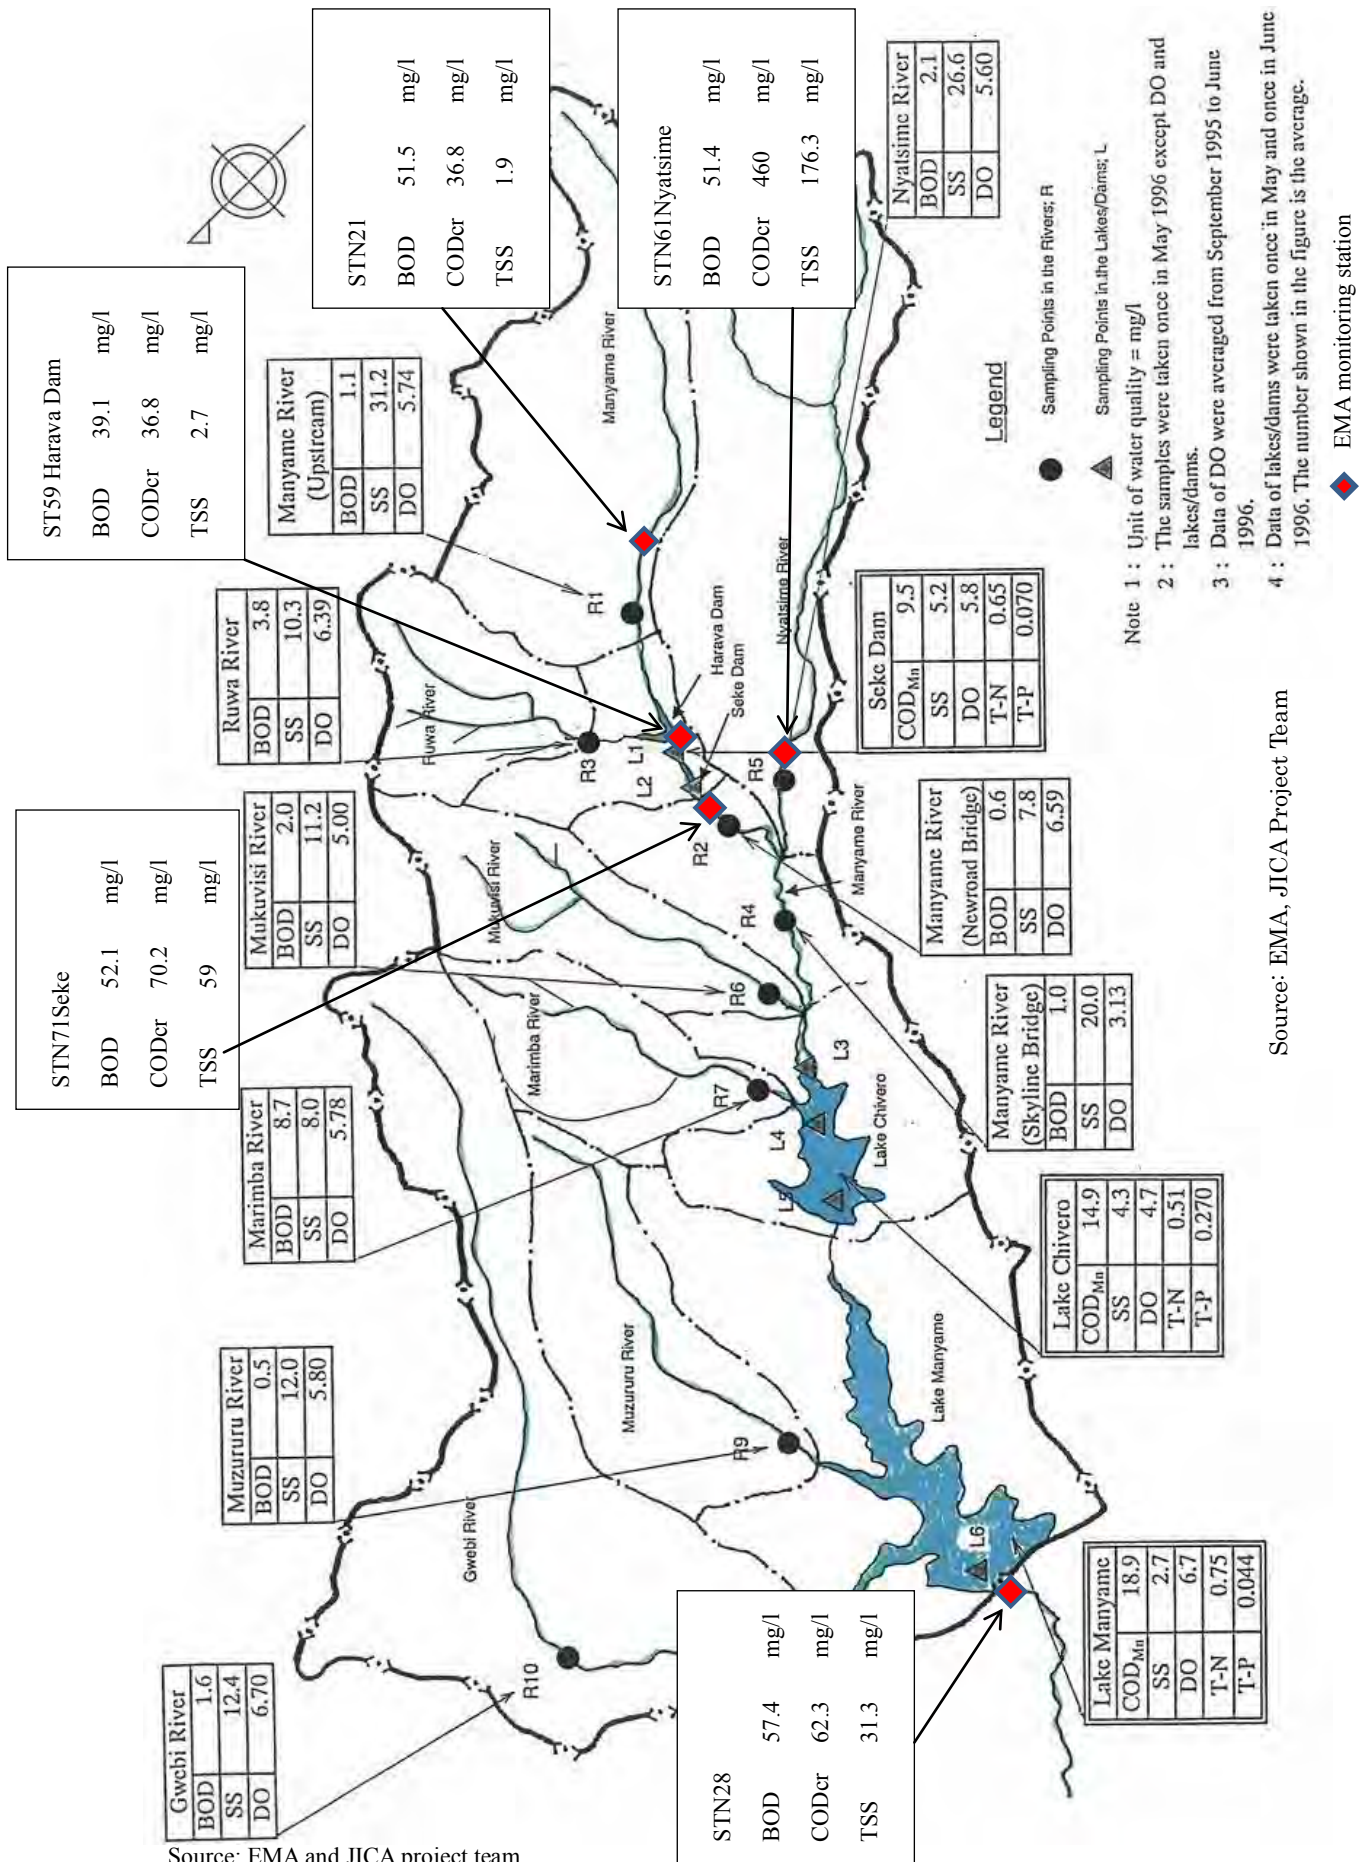 ST59 Harava Dam
BOD 39.1 mg/l
CODcr 36.8 mg/l
TSS 2.7 mg/l
STN21
BOD 51.5 mg/l
CODcr 36.8 mg/l
TSS 1.9 mg/l
STN61Nyatsime
BOD 51.4 mg/l
CODcr 460 mg/l
TSS 176.3 mg/l
STN71Seke
BOD 52.1 mg/l
CODcr 70.2 mg/l
TSS 59 mg/l
STN28
BOD 57.4 mg/l
CODcr 62.3 mg/l
TSS 31.3 mg/l
Gwebi River
BOD 1.6
SS 12.4
DO 6.70
Muzururu River
BOD 0.5
SS 12.0
DO 5.80
Marimba River
BOD 8.7
SS 8.0
DO 5.78
Mukuvisi River
BOD 2.0
SS 11.2
DO 5.00
Ruwa River
BOD 3.8
SS 10.3
DO 6.39
Manyame River
(Upstream)
BOD 1.1
SS 31.2
DO 5.74
Nyatsime River
BOD 2.1
SS 26.6
DO 5.60
Gwebi River
Muzururu River
Marimba River
Mukuvisi River
Ruwa River
Manyame River
Nyatsime River
Manyame River
Harava Dam
Seke Dam
Lake Chivero
Lake Manyame
R10
R9
R7
R6
R4
R2
R5
R3
R1
L1
L2
L3
L4
L5
L6
Lake Manyame
COD Mn 18.9
SS 2.7
DO 6.7
T-N 0.75
T-P 0.044
Lake Chivero
COD Mn 14.9
SS 4.3
DO 4.7
T-N 0.51
T-P 0.270
Manyame River
(Skyline Bridge)
BOD 1.0
SS 20.0
DO 3.13
Manyame River
(Newroad Bridge)
BOD 0.6
SS 7.8
DO 6.59
Seke Dam
COD Mn 9.5
SS 5.2
DO 5.8
T-N 0.65
T-P 0.070
Legend
Sampling Points in the Rivers; R
Sampling Points in.the Lakes/Dams; L
Note 1 : Unit of water quality = mg/l
2 : The samples were taken once in May 1996 except DO and
lakes/dams.
3 : Data of DO were averaged from September 1995 to June
1996.
4 : Data of lakes/dams were taken once in May and once in June
1996. The number shown in the figure is the average.
EMA monitoring station
Source: EMA, JICA Project Team
Source: EMA and JICA project team